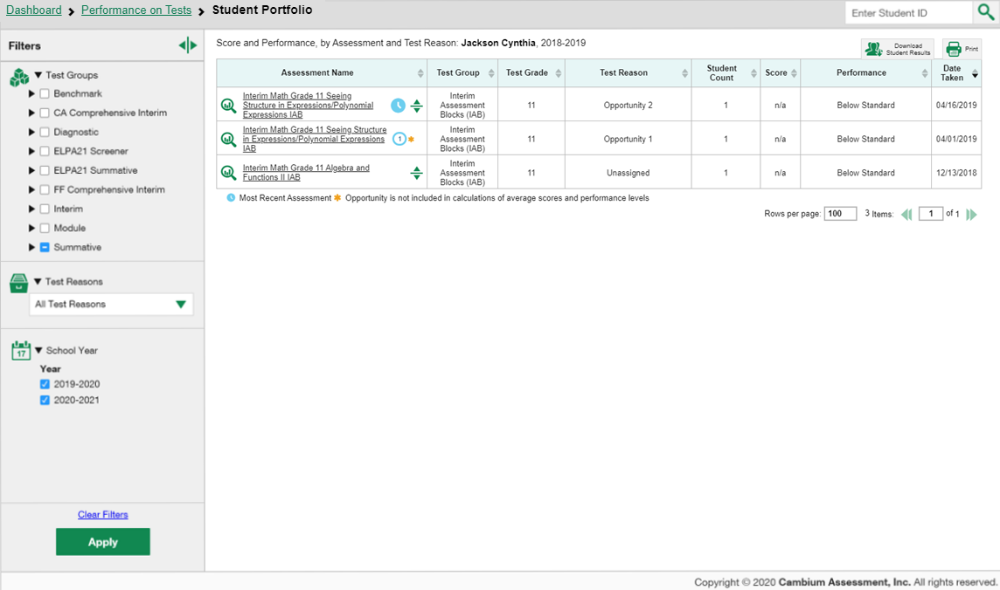 Dashboard Performance on Tests Student Portfolio
Enter Student ID
Filters
Test Groups
Benchmark
CA Comprehensive Interim
Diagnostic
ELPA21 Screener
ELPA21 Summative
FF Comprehensive Interim
Interim
Module
Summative
Test Reasons
All Test Reasons
17
School Year
Year
2019-2020
2020-2021
Clear Filters
Apply
Score and Performance, by Assessment and Test Reason: Jackson Cynthia, 2018-2019
Download
Student Results
Print
Assessment Name Test Group Test Grade Test Reason Student Count Score Performance Date Taken
Interim Math Grade 11 Seeing
Structure in Expressions/Polynomial
Expressions IAB
Interim
Assessment
Blocks (IAB)
11 Opportunity 2 1 n/a Below Standard 04/16/2019
Interim Math Grade 11 Seeing Structure
in Expressions/Polynomial Expressions
IAB
1
Interim
Assessment
Blocks (IAB)
11 Opportunity 1 1 n/a Below Standard 04/01/2019
Interim Math Grade 11 Algebra and
Functions II IAB
Interim
Assessment
Blocks (IAB)
11 Unassigned 1 n/a Below Standard 12/13/2018
Most Recent Assessment ✱ Opportunity is not included in calculations of average scores and performance levels
Rows per page: 100 3 Items: 1 of 1
Copyright © 2020 Cambium Assessment, Inc. All rights reserved.